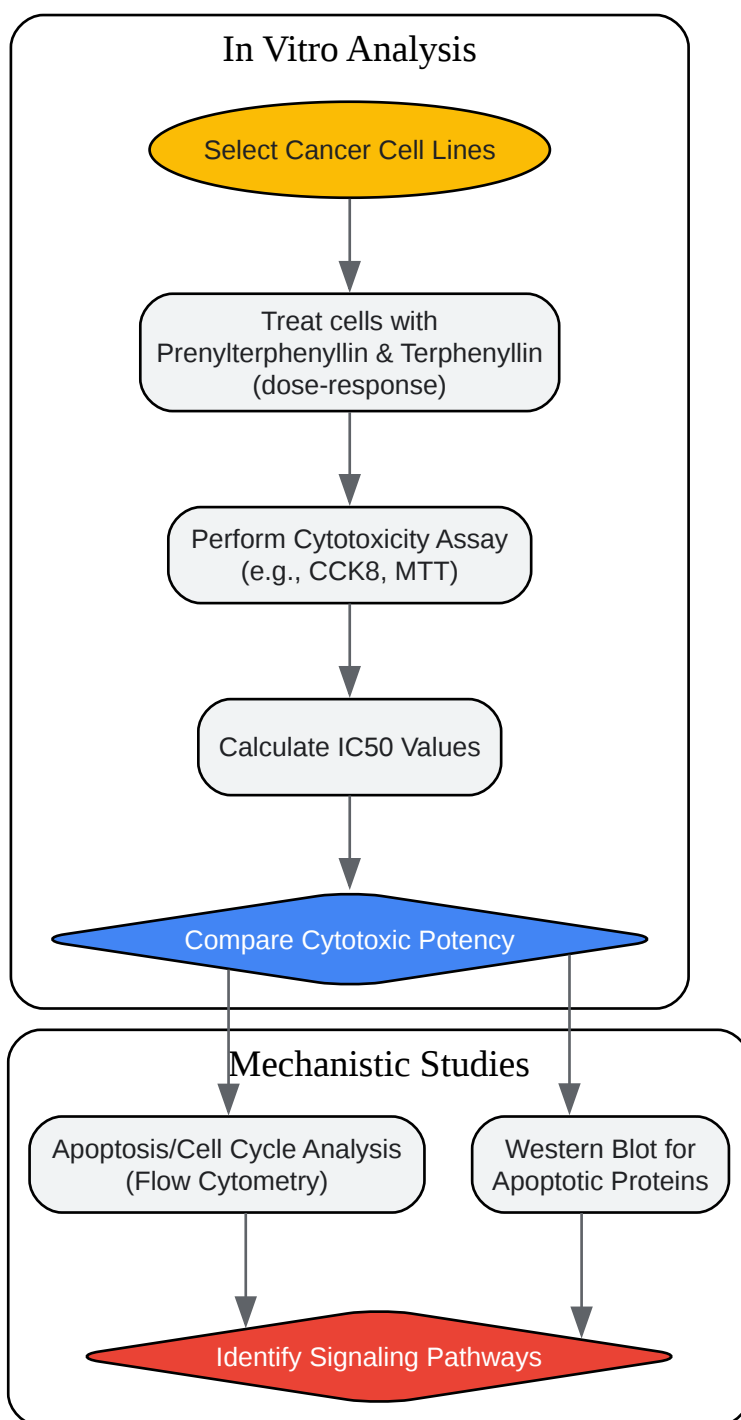 In Vitro Analysis
Select Cancer Cell Lines
Treat cells with
Prenylterphenyllin & Terphenyllin
(dose-response)
Perform Cytotoxicity Assay
(e.g., CCK8, MTT)
Calculate IC50 Values
Compare Cytotoxic Potency
Mechanistic Studies
Apoptosis/Cell Cycle Analysis
(Flow Cytometry)
Western Blot for
Apoptotic Proteins
Identify Signaling Pathways